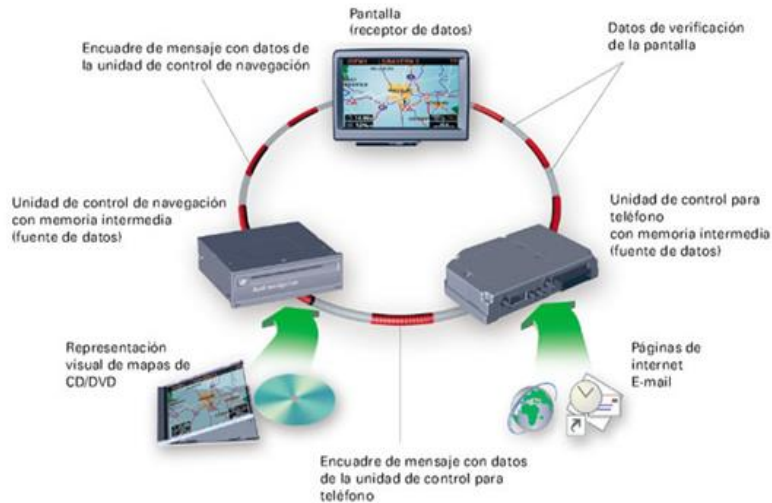 Pantalla
(receptor de datos)
Encuadre de mensaje con datos de
la unidad de control de navegación
Datos de verificación
de la pantalla
Unidad de control de navegación
con memoria intermedia
(fuente de datos)
Unidad de control para
teléfono
con memoria intermedia
(fuente de datos)
Representación
visual de mapas de
CD/DVD
Páginas de
internet
E-mail
Encuadre de mensaje con datos
de la unidad de control para
teléfono